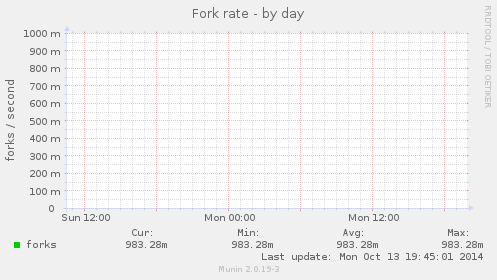 Fork rate - by day
RRDTOOL / TOBI OETIKER
forks / second
1000 m
900 m
800 m
700 m
600 m
500 m
400 m
300 m
200 m
100 m
0
Sun 12:00 Mon 00:00 Mon 12:00
Cur: Min: Avg: Max:
forks 983.28m 983.28m 983.28m 983.28m
Last update: Mon Oct 13 19:45:01 2014
Munin 2.0.19-3